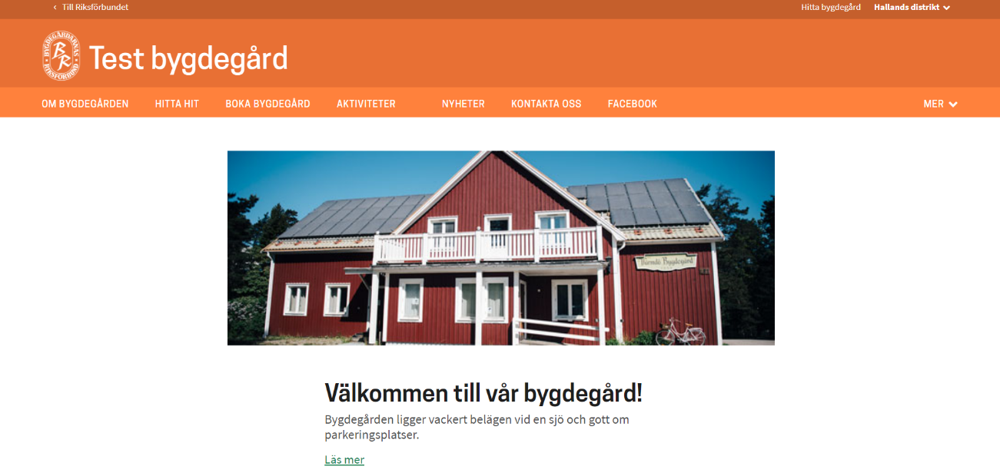 Till Riksförbundet
Hitta bygdegård Hallands distrikt
BYGDEGÅRDARNAS RIKSFÖRBUND
BR
Test bygdegård
OM BYGDEGÅRDEN HITTA HIT BOKA BYGDEGÅRD AKTIVITETER NYHETER KONTAKTA OSS FACEBOOK MER
Bygdegård
Välkommen till vår bygdegård!
Bygdegården ligger vackert belägen vid en sjö och gott om
parkeringsplatser.
Läs mer